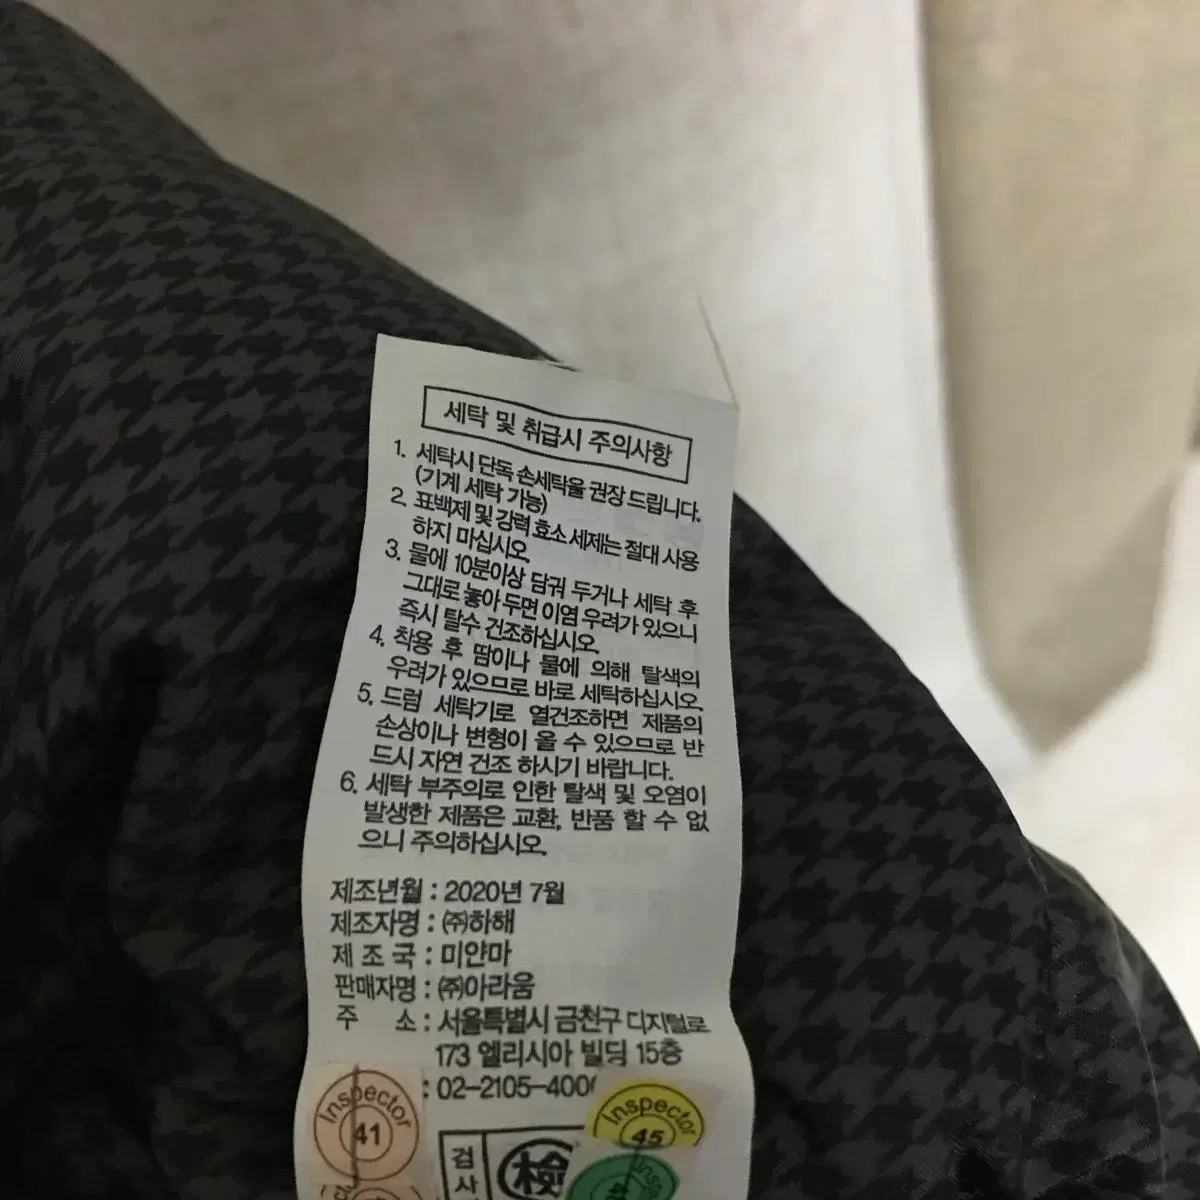 세탁 및 취급시 주의사항
1. 세탁시 단독 손세탁을 권장 드립니다.
(기계 세탁 가능)
2. 표백제 및 강력 효소 세제는 절대 사용
하지 마십시오.
3. 물에 10분이상 담궈 두거나 세탁 후
그대로 놓아 두면 이염 우려가 있으니
즉시 탈수 건조하십시오.
4. 착용 후 땀이나 물에 의해 탈색의
우려가 있으므로 바로 세탁하십시오.
5. 드럼 세탁기로 열건조하면 제품의
손상이나 변형이 올 수 있으므로 반
드시 자연 건조 하시기 바랍니다.
6. 세탁 부주의로 인한 탈색 및 오염이
발생한 제품은 교환, 반품 할 수 없
으니 주의하십시오.
제조년월 : 2020년 7월
제조자명 : ㈜하해
제 조 국 : 미얀마
판매자명 : ㈜아라움
주 소 : 서울특별시 금천구 디지털로
173 엘리시아 빌딩 15층
: 02-2105-400
Inspector
41
Inspector
45
검사
檢